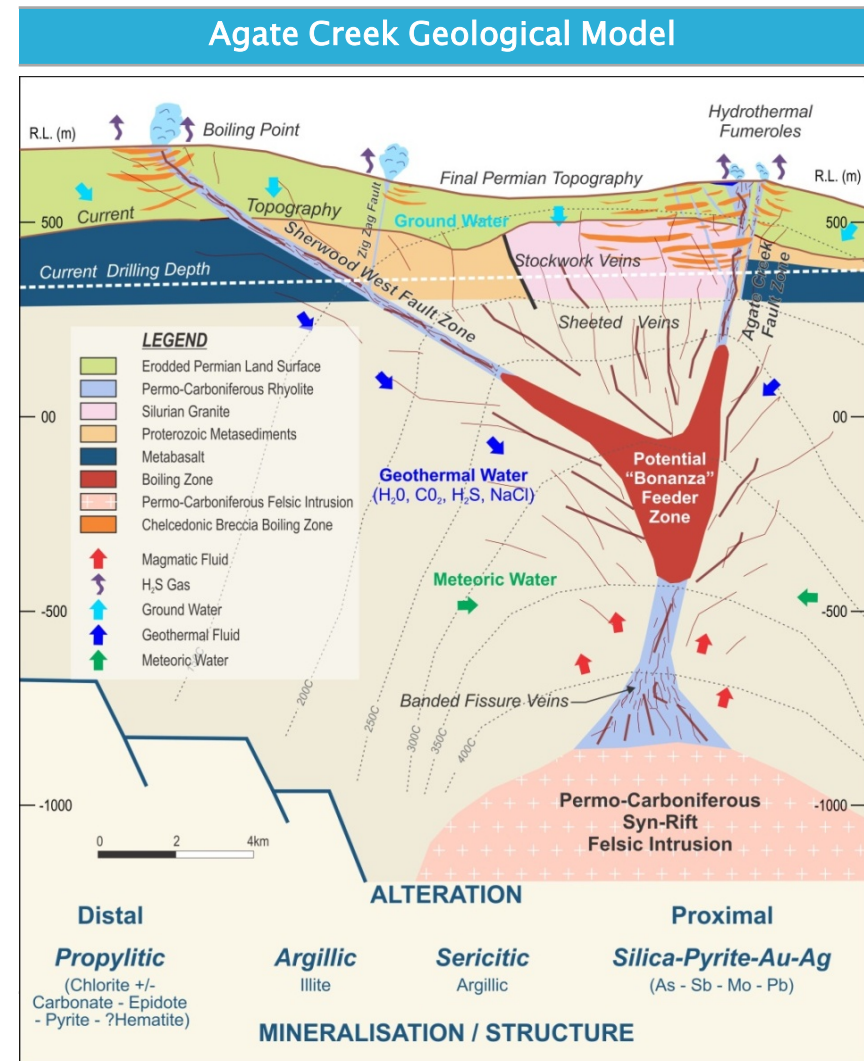 Agate Creek Geological Model
R.L. (m)
Boiling Point
Hydrothermal
Fumeroles
R.L. (m)
Final Permian Topography
500
Current
Topography
Zig Zag Fault
Ground Water
500
Current Drilling Depth
Sherwood West Fault Zone
Stockwork Veins
Agate Creek
Fault Zone
Sheeted Veins
LEGEND
Erodded Permian Land Surface
Permo-Carboniferous Rhyolite
Silurian Granite
Proterozoic Metasediments
Metabasalt
Boiling Zone
Permo-Carboniferous Felsic Intrusion
Chelcedonic Breccia Boiling Zone
Magmatic Fluid
H₂S Gas
Ground Water
Geothermal Fluid
Meteoric Water
00
00
Potential
“Bonanza”
Feeder
Zone
Geothermal Water
(H₂0, C0₂, H₂S, NaCl)
Meteoric Water
-500
-500
Banded Fissure Veins
200C
250C
300C
350C
400C
-1000
-1000
Permo-Carboniferous
Syn-Rift
Felsic Intrusion
0 2 4km
ALTERATION
Distal
Proximal
Propylitic
Argillic
Sericitic
Silica-Pyrite-Au-Ag
(Chlorite +/-
Carbonate - Epidote
- Pyrite - ?Hematite)
Illite
Argillic
(As - Sb - Mo - Pb)
MINERALISATION / STRUCTURE